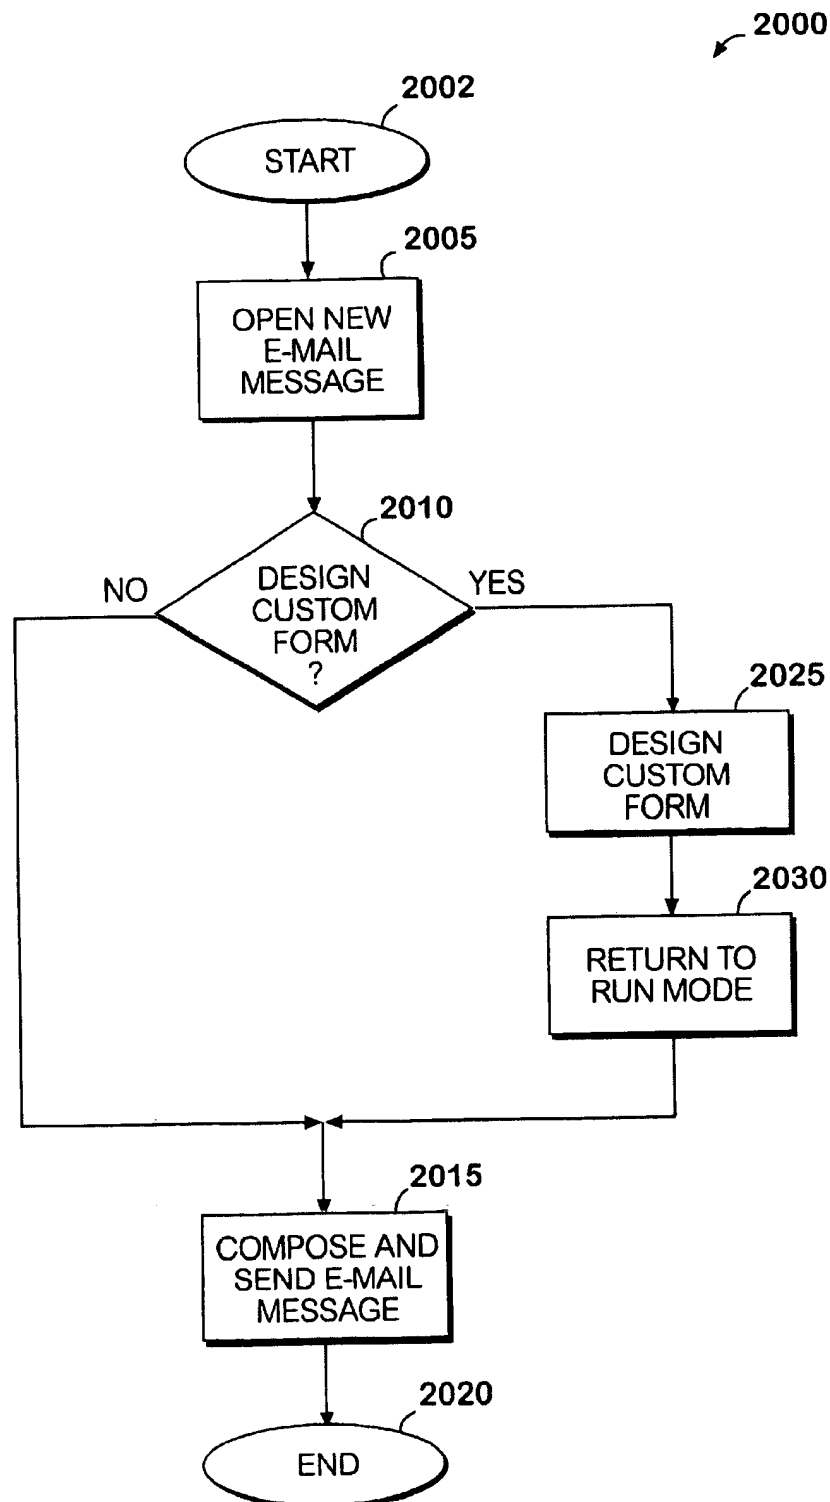 2000
2002
START
2005
OPEN NEW
E-MAIL
MESSAGE
2010
DESIGN
CUSTOM
FORM
?
NO
YES
2025
DESIGN
CUSTOM
FORM
2030
RETURN TO
RUN MODE
2015
COMPOSE AND
SEND E-MAIL
MESSAGE
2020
END